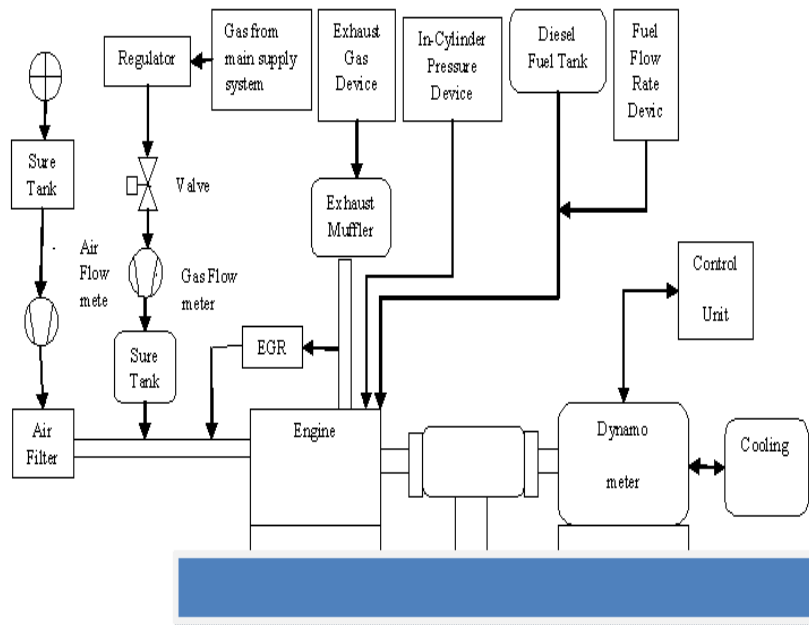 Regulator
Gas from
main supply
system
Exhaust
Gas
Device
In-Cylinder
Pressure
Device
Diesel
Fuel Tank
Fuel
Flow
Rate
Devic
Sure
Tank
Valve
Exhaust
Muffler
Air
Flow
mete
Gas Flow
meter
Control
Unit
Sure
Tank
EGR
Air
Filter
Engine
Dynamo
meter
Cooling